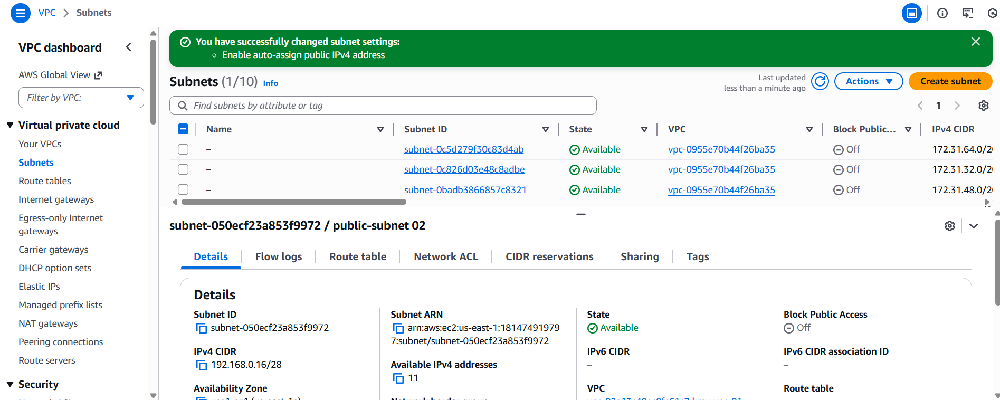 VPC > Subnets
VPC dashboard
AWS Global View
Filter by VPC:
Virtual private cloud
Your VPCs
Subnets
Route tables
Internet gateways
Egress-only Internet
gateways
Carrier gateways
DHCP option sets
Elastic IPs
Managed prefix lists
NAT gateways
Peering connections
Route servers
Security
You have successfully changed subnet settings:
Enable auto-assign public IPv4 address
Subnets (1/10) Info
Last updated
less than a minute ago
Actions
Create subnet
Find subnets by attribute or tag
1
Name Subnet ID State VPC Block Public... IPv4 CIDR
– subnet-0c5d279f30c83d4ab Available vpc-0955e70b44f26ba35 Off 172.31.64.0/20
– subnet-0c826d03e48c8adbe Available vpc-0955e70b44f26ba35 Off 172.31.32.0/20
– subnet-0badb3866857c8321 Available vpc-0955e70b44f26ba35 Off 172.31.48.0/20
subnet-050ecf23a853f9972 / public-subnet 02
Details Flow logs Route table Network ACL CIDR reservations Sharing Tags
Details
Subnet ID
subnet-050ecf23a853f9972
IPv4 CIDR
192.168.0.16/28
Availability Zone
Subnet ARN
arn:aws:ec2:us-east-1:18147491979
7:subnet/subnet-050ecf23a853f9972
Available IPv4 addresses
11
State
Available
IPv6 CIDR
–
VPC
Block Public Access
Off
IPv6 CIDR association ID
–
Route table